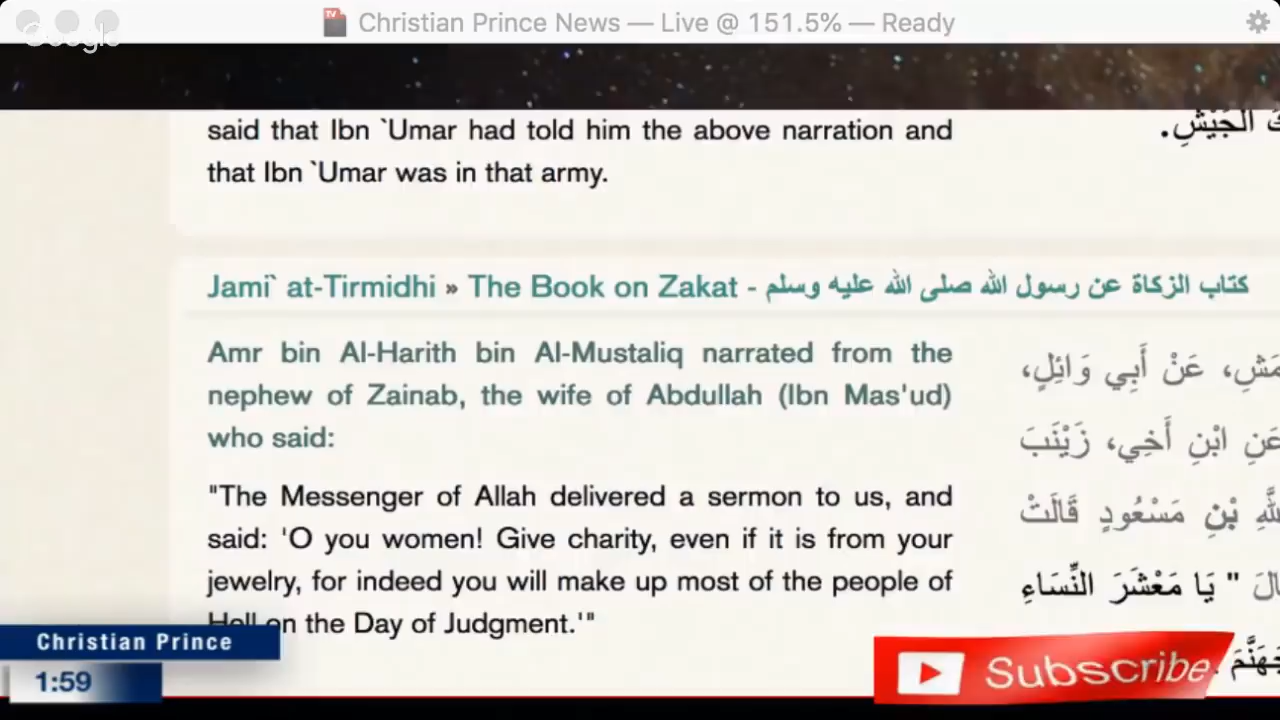 Christian Prince News — Live @ 151.5% — Ready
Google
said that Ibn `Umar had told him the above narration and
that Ibn `Umar was in that army.
الجَيْشِ.
Jami` at-Tirmidhi » The Book on Zakat - كتاب الزكاة عن رسول الله صلى الله عليه وسلم
Amr bin Al-Harith bin Al-Mustaliq narrated from the
nephew of Zainab, the wife of Abdullah (Ibn Mas'ud)
who said:
"The Messenger of Allah delivered a sermon to us, and
said: 'O you women! Give charity, even if it is from your
jewelry, for indeed you will make up most of the people of
Hell on the Day of Judgment.'"
عَنْ أَبِي وَائِلٍ،
عَنِ ابْنِ أَخِي، زَيْنَبَ
بْنِ مَسْعُودٍ قَالَتْ
" يَا مَعْشَرَ النِّسَاءِ
Christian Prince
1:59
Subscribe